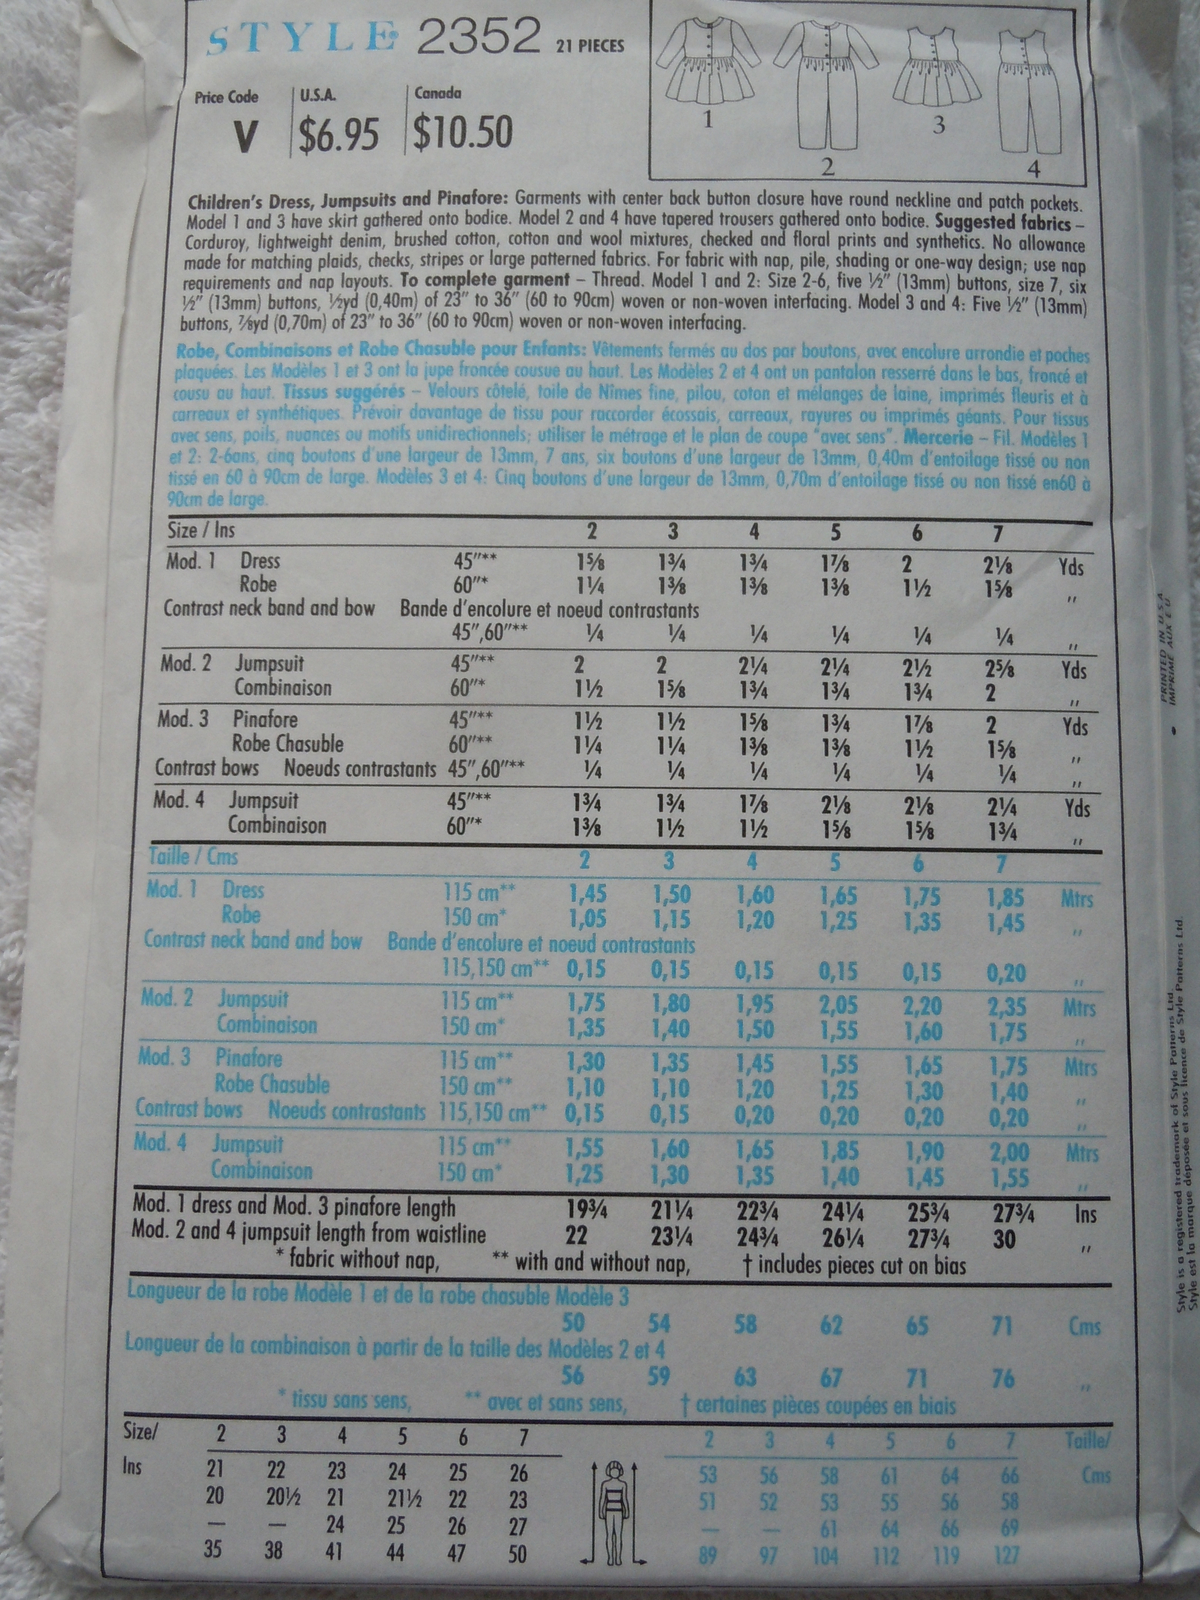 STYLE® 2352 21 PIECES
Price Code U.S.A. Canada
V $6.95 $10.50
1
2
3
4
Children's Dress, Jumpsuits and Pinafore: Garments with center back button closure have round neckline and patch pockets.
Model 1 and 3 have skirt gathered onto bodice. Model 2 and 4 have tapered trousers gathered onto bodice. Suggested fabrics –
Corduroy, lightweight denim, brushed cotton, cotton and wool mixtures, checked and floral prints and synthetics. No allowance
made for matching plaids, checks, stripes or large patterned fabrics. For fabric with nap, pile, shading or one-way design; use nap
requirements and nap layouts. To complete garment – Thread. Model 1 and 2: Size 2-6, five ½" (13mm) buttons, size 7, six
½" (13mm) buttons, ½yd (0,40m) of 23" to 36" (60 to 90cm) woven or non-woven interfacing. Model 3 and 4: Five ½" (13mm)
buttons, ⅞yd (0,70m) of 23" to 36" (60 to 90cm) woven or non-woven interfacing.
Robe, Combinaisons et Robe Chasuble pour Enfants: Vêtements fermés au dos par boutons, avec encolure arrondie et poches
plaquées. Les Modèles 1 et 3 ont la jupe froncée cousue au haut. Les Modèles 2 et 4 ont un pantalon resserré dans le bas, froncé et
cousu au haut. Tissus suggérés – Velours côtelé, toile de Nîmes fine, pilou, coton et mélanges de laine, imprimés fleuris et à
carreaux et synthétiques. Prévoir davantage de tissu pour raccorder écossais, carreaux, rayures ou imprimés géants. Pour tissus
avec sens, poils, nuances ou motifs unidirectionnels; utiliser le métrage et le plan de coupe "avec sens". Mercerie – Fil. Modèles 1
et 2: 2-6ans, cinq boutons d'une largeur de 13mm, 7 ans, six boutons d'une largeur de 13mm, 0,40m d'entoilage tissé ou non
tissé en 60 à 90cm de large. Modèles 3 et 4: Cinq boutons d'une largeur de 13mm, 0,70m d'entoilage tissé ou non tissé en60 à
90cm de large.
Size / Ins 2 3 4 5 6 7
Mod. 1 Dress 45"** 1⅝ 1¾ 1¾ 1⅞ 2 2⅛ Yds
Robe 60"* 1¼ 1⅜ 1⅜ 1⅜ 1½ 1⅝ "
Contrast neck band and bow Bande d'encolure et noeud contrastants
45",60"** ¼ ¼ ¼ ¼ ¼ ¼ "
Mod. 2 Jumpsuit 45"** 2 2 2¼ 2¼ 2½ 2⅝ Yds
Combinaison 60"* 1½ 1⅝ 1¾ 1¾ 1¾ 2 "
Mod. 3 Pinafore 45"** 1½ 1½ 1⅝ 1¾ 1⅞ 2 Yds
Robe Chasuble 60"** 1¼ 1¼ 1⅜ 1⅜ 1½ 1⅝ "
Contrast bows Noeuds contrastants 45",60"** ¼ ¼ ¼ ¼ ¼ ¼ "
Mod. 4 Jumpsuit 45"** 1¾ 1¾ 1⅞ 2⅛ 2⅛ 2¼ Yds
Combinaison 60"* 1⅜ 1½ 1½ 1⅝ 1⅝ 1¾ "
Taille / Cms 2 3 4 5 6 7
Mod. 1 Dress 115 cm** 1,45 1,50 1,60 1,65 1,75 1,85 Mtrs
Robe 150 cm* 1,05 1,15 1,20 1,25 1,35 1,45 "
Contrast neck band and bow Bande d'encolure et noeud contrastants
115,150 cm** 0,15 0,15 0,15 0,15 0,15 0,20 "
Mod. 2 Jumpsuit 115 cm** 1,75 1,80 1,95 2,05 2,20 2,35 Mtrs
Combinaison 150 cm* 1,35 1,40 1,50 1,55 1,60 1,75 "
Mod. 3 Pinafore 115 cm** 1,30 1,35 1,45 1,55 1,65 1,75 Mtrs
Robe Chasuble 150 cm** 1,10 1,10 1,20 1,25 1,30 1,40 "
Contrast bows Noeuds contrastants 115,150 cm** 0,15 0,15 0,20 0,20 0,20 0,20 "
Mod. 4 Jumpsuit 115 cm** 1,55 1,60 1,65 1,85 1,90 2,00 Mtrs
Combinaison 150 cm* 1,25 1,30 1,35 1,40 1,45 1,55 "
Mod. 1 dress and Mod. 3 pinafore length 19¾ 21¼ 22¾ 24¼ 25¾ 27¾ Ins
Mod. 2 and 4 jumpsuit length from waistline 22 23¼ 24¾ 26¼ 27¾ 30 "
* fabric without nap, ** with and without nap, † includes pieces cut on bias
Longueur de la robe Modèle 1 et de la robe chasuble Modèle 3
50 54 58 62 65 71 Cms
Longueur de la combinaison à partir de la taille des Modèles 2 et 4
56 59 63 67 71 76 "
* tissu sans sens, ** avec et sans sens, † certaines pièces coupées en biais
Size/ 2 3 4 5 6 7 2 3 4 5 6 7 Taille/
Ins 21 22 23 24 25 26 53 56 58 61 64 66 Cms
20 20½ 21 21½ 22 23 51 52 53 55 56 58
— — 24 25 26 27 — — 61 64 66 69
35 38 41 44 47 50 89 97 104 112 119 127
PRINTED IN U.S.A.
IMPRIMÉ AUX E U
Style is a registered trademark of Style Patterns Ltd.
Style est la marque déposée et sous licence de Style Patterns Ltd.